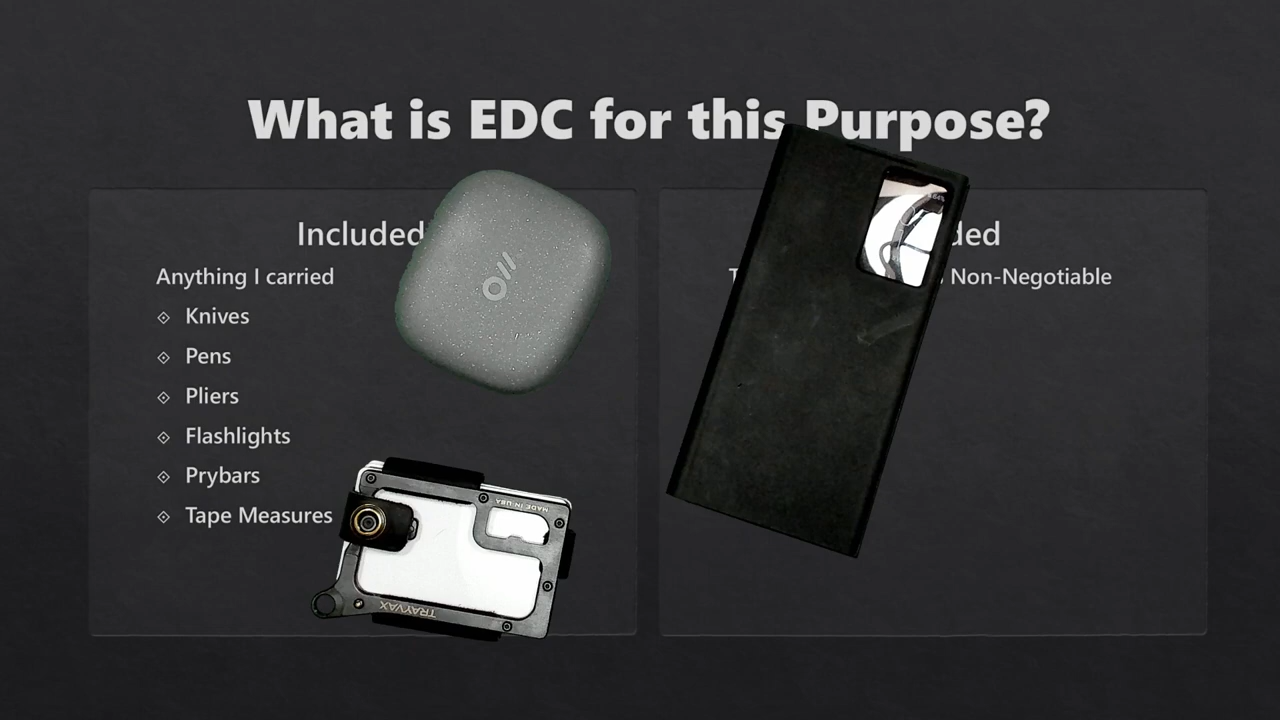 What is EDC for this Purpose?
Included
Anything I carried
Knives
Pens
Pliers
Flashlights
Prybars
Tape Measures
Non-Negotiable
MADE IN USA
TRAYVAX